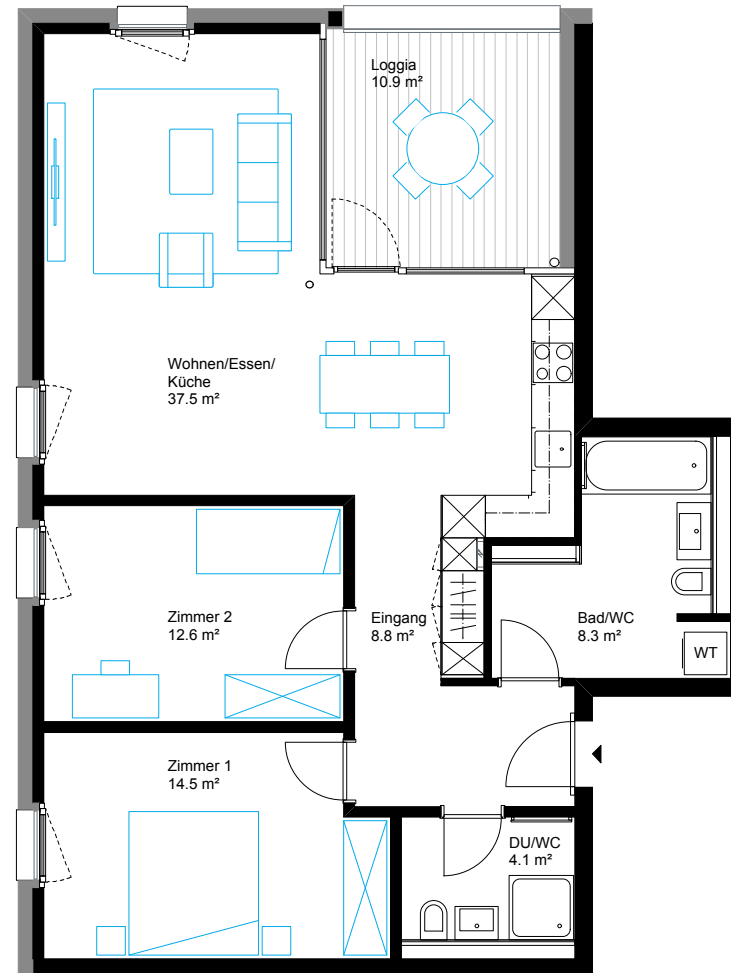 Loggia
10.9 m²
Wohnen/Essen/
Küche
37.5 m²
Zimmer 2
12.6 m²
Eingang
8.8 m²
Bad/WC
8.3 m²
WT
Zimmer 1
14.5 m²
DU/WC
4.1 m²